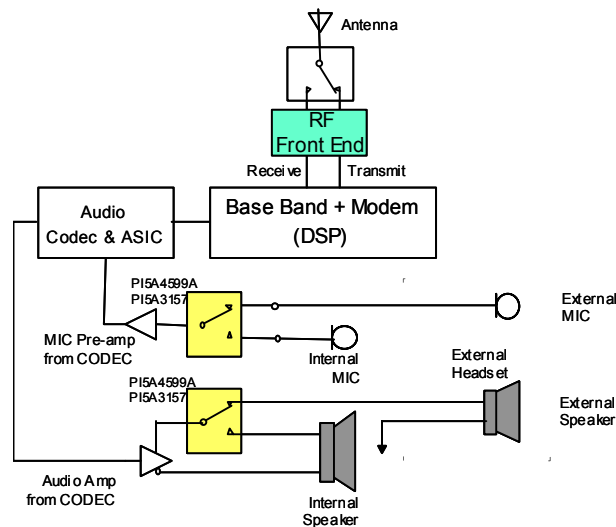 Antenna
RF
Front End
Receive
Transmit
Audio
Codec & ASIC
Base Band + Modem
(DSP)
PI5A4599A
PI5A3157
MIC Pre-amp
from CODEC
Internal
MIC
External
MIC
External
Headset
PI5A4599A
PI5A3157
External
Speaker
Audio Amp
from CODEC
Internal
Speaker